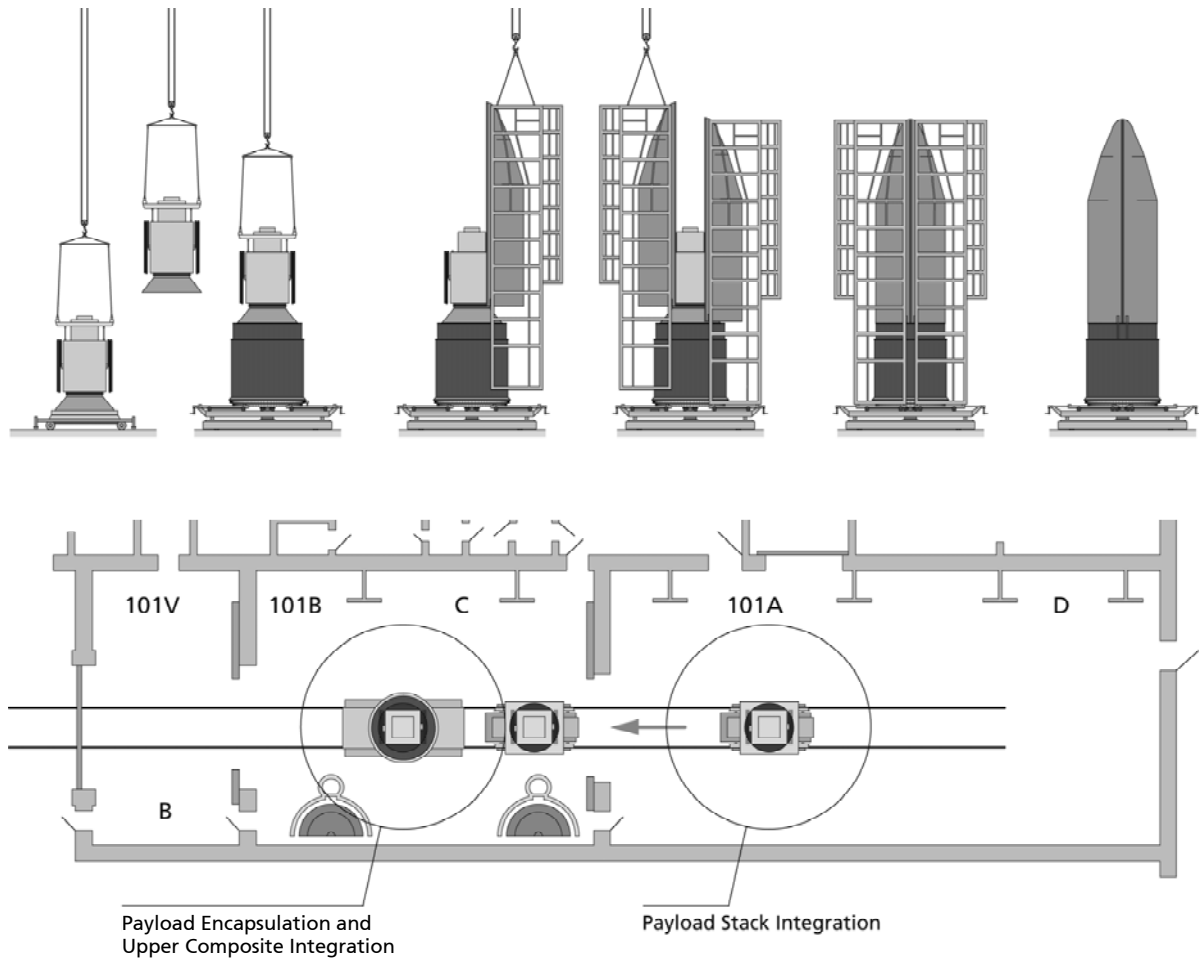 101V
101B
C
101A
D
B
Payload Encapsulation and
Upper Composite Integration
Payload Stack Integration